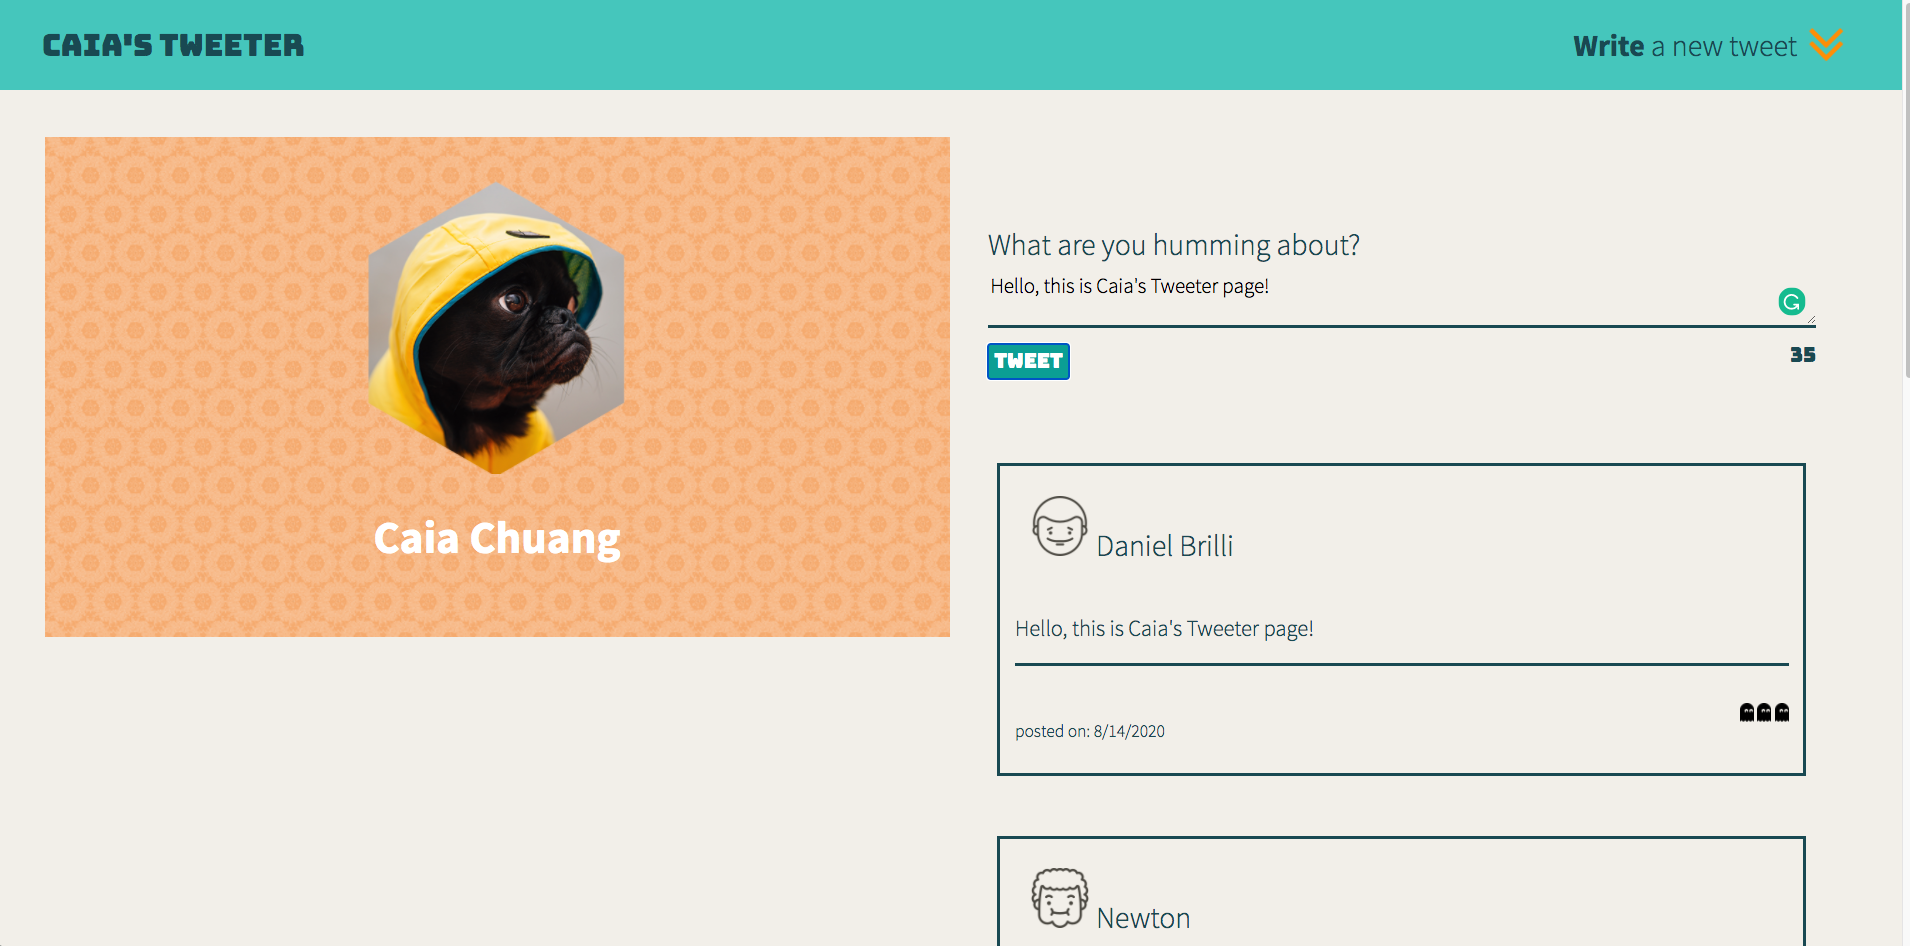 CAIA'S TWEETER
Write a new tweet
Caia Chuang
What are you humming about?
Hello, this is Caia's Tweeter page!
TWEET
35
Daniel Brilli
Hello, this is Caia's Tweeter page!
posted on: 8/14/2020
Newton